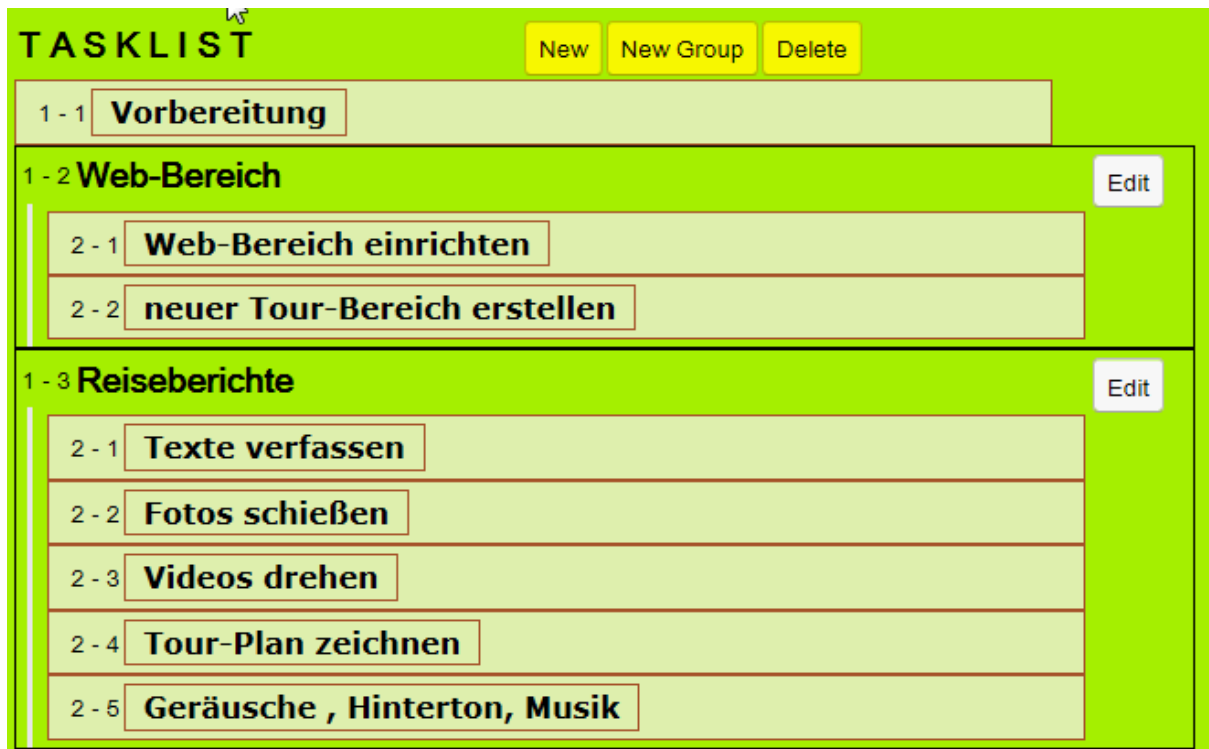 TASKLIST New New Group Delete
1 - 1 Vorbereitung
1 - 2 Web-Bereich Edit
2 - 1 Web-Bereich einrichten
2 - 2 neuer Tour-Bereich erstellen
1 - 3 Reiseberichte Edit
2 - 1 Texte verfassen
2 - 2 Fotos schießen
2 - 3 Videos drehen
2 - 4 Tour-Plan zeichnen
2 - 5 Geräusche , Hinterton, Musik